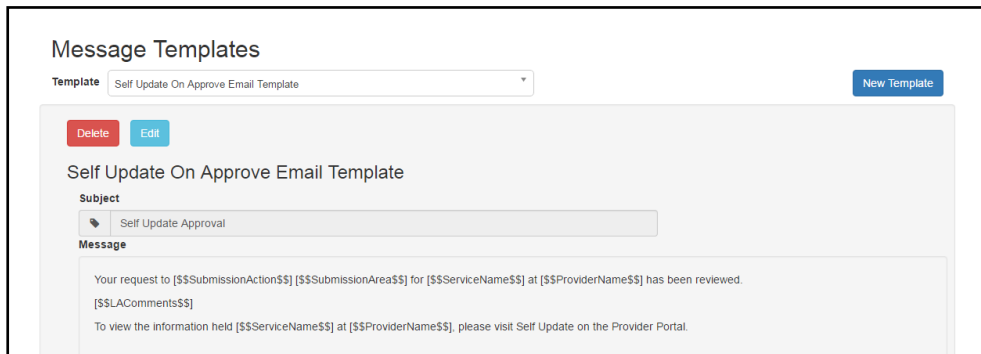 Message Templates
Template Self Update On Approve Email Template New Template
Delete Edit
Self Update On Approve Email Template
Subject
Self Update Approval
Message
Your request to [$$SubmissionAction$$] [$$SubmissionArea$$] for [$$ServiceName$$] at [$$ProviderName$$] has been reviewed.
[$$LAComments$$]
To view the information held [$$ServiceName$$] at [$$ProviderName$$], please visit Self Update on the Provider Portal.